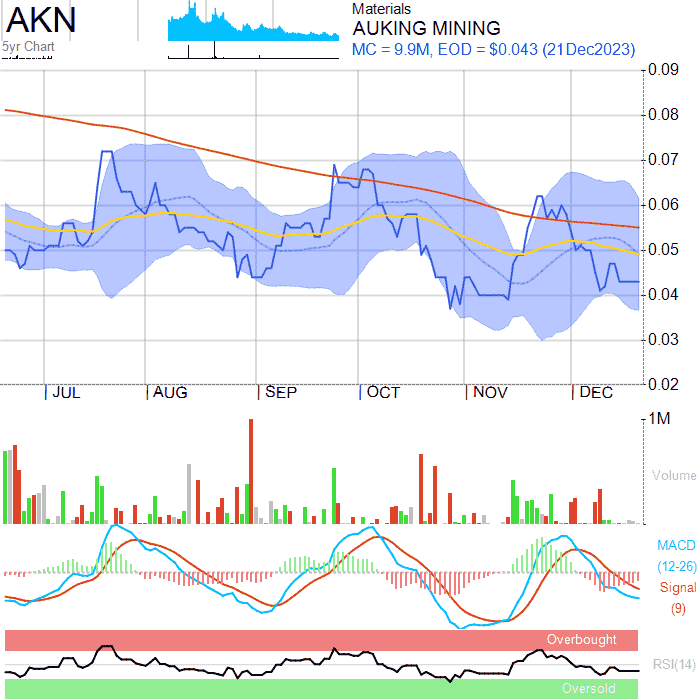 AKN
5yr Chart
Materials
AUKING MINING
MC = 9.9M, EOD = $0.043 (21Dec2023)
0.09
0.08
0.07
0.06
0.05
0.04
0.03
0.02
JUL AUG SEP OCT NOV DEC
1M
Volume
MACD
(12-26)
Signal
(9)
Overbought
RSI(14)
Oversold